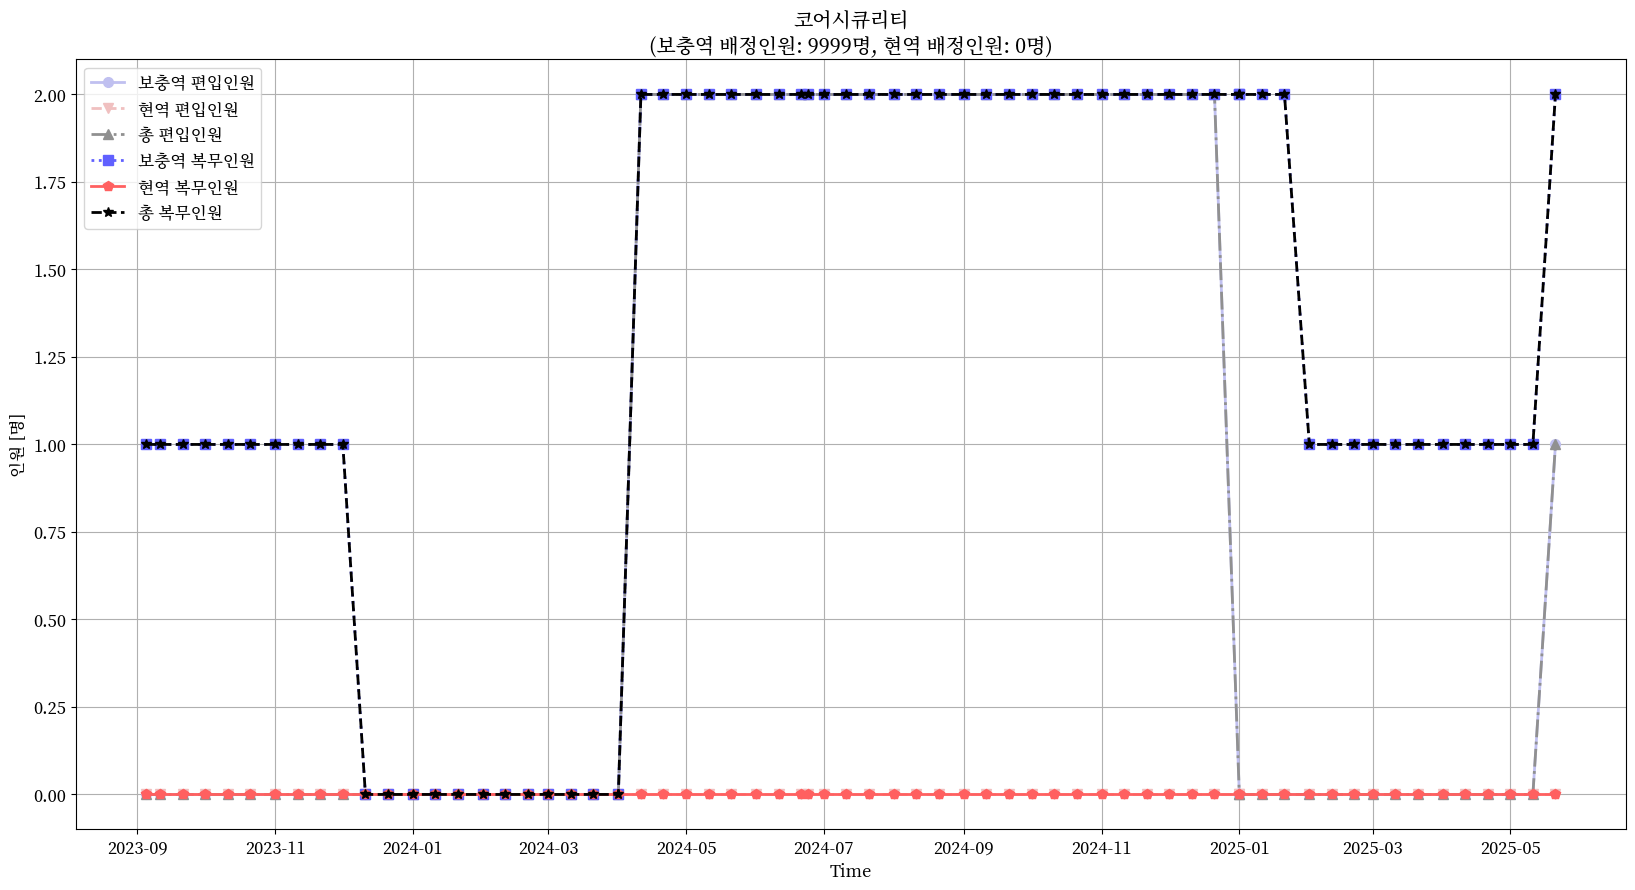 코어시큐리티
(보충역 배정인원: 9999명, 현역 배정인원: 0명)
보충역 편입인원
현역 편입인원
총 편입인원
보충역 복무인원
현역 복무인원
총 복무인원
2.00
1.75
1.50
1.25
1.00
0.75
0.50
0.25
0.00
인원 [명]
2023-09 2023-11 2024-01 2024-03 2024-05 2024-07 2024-09 2024-11 2025-01 2025-03 2025-05
Time